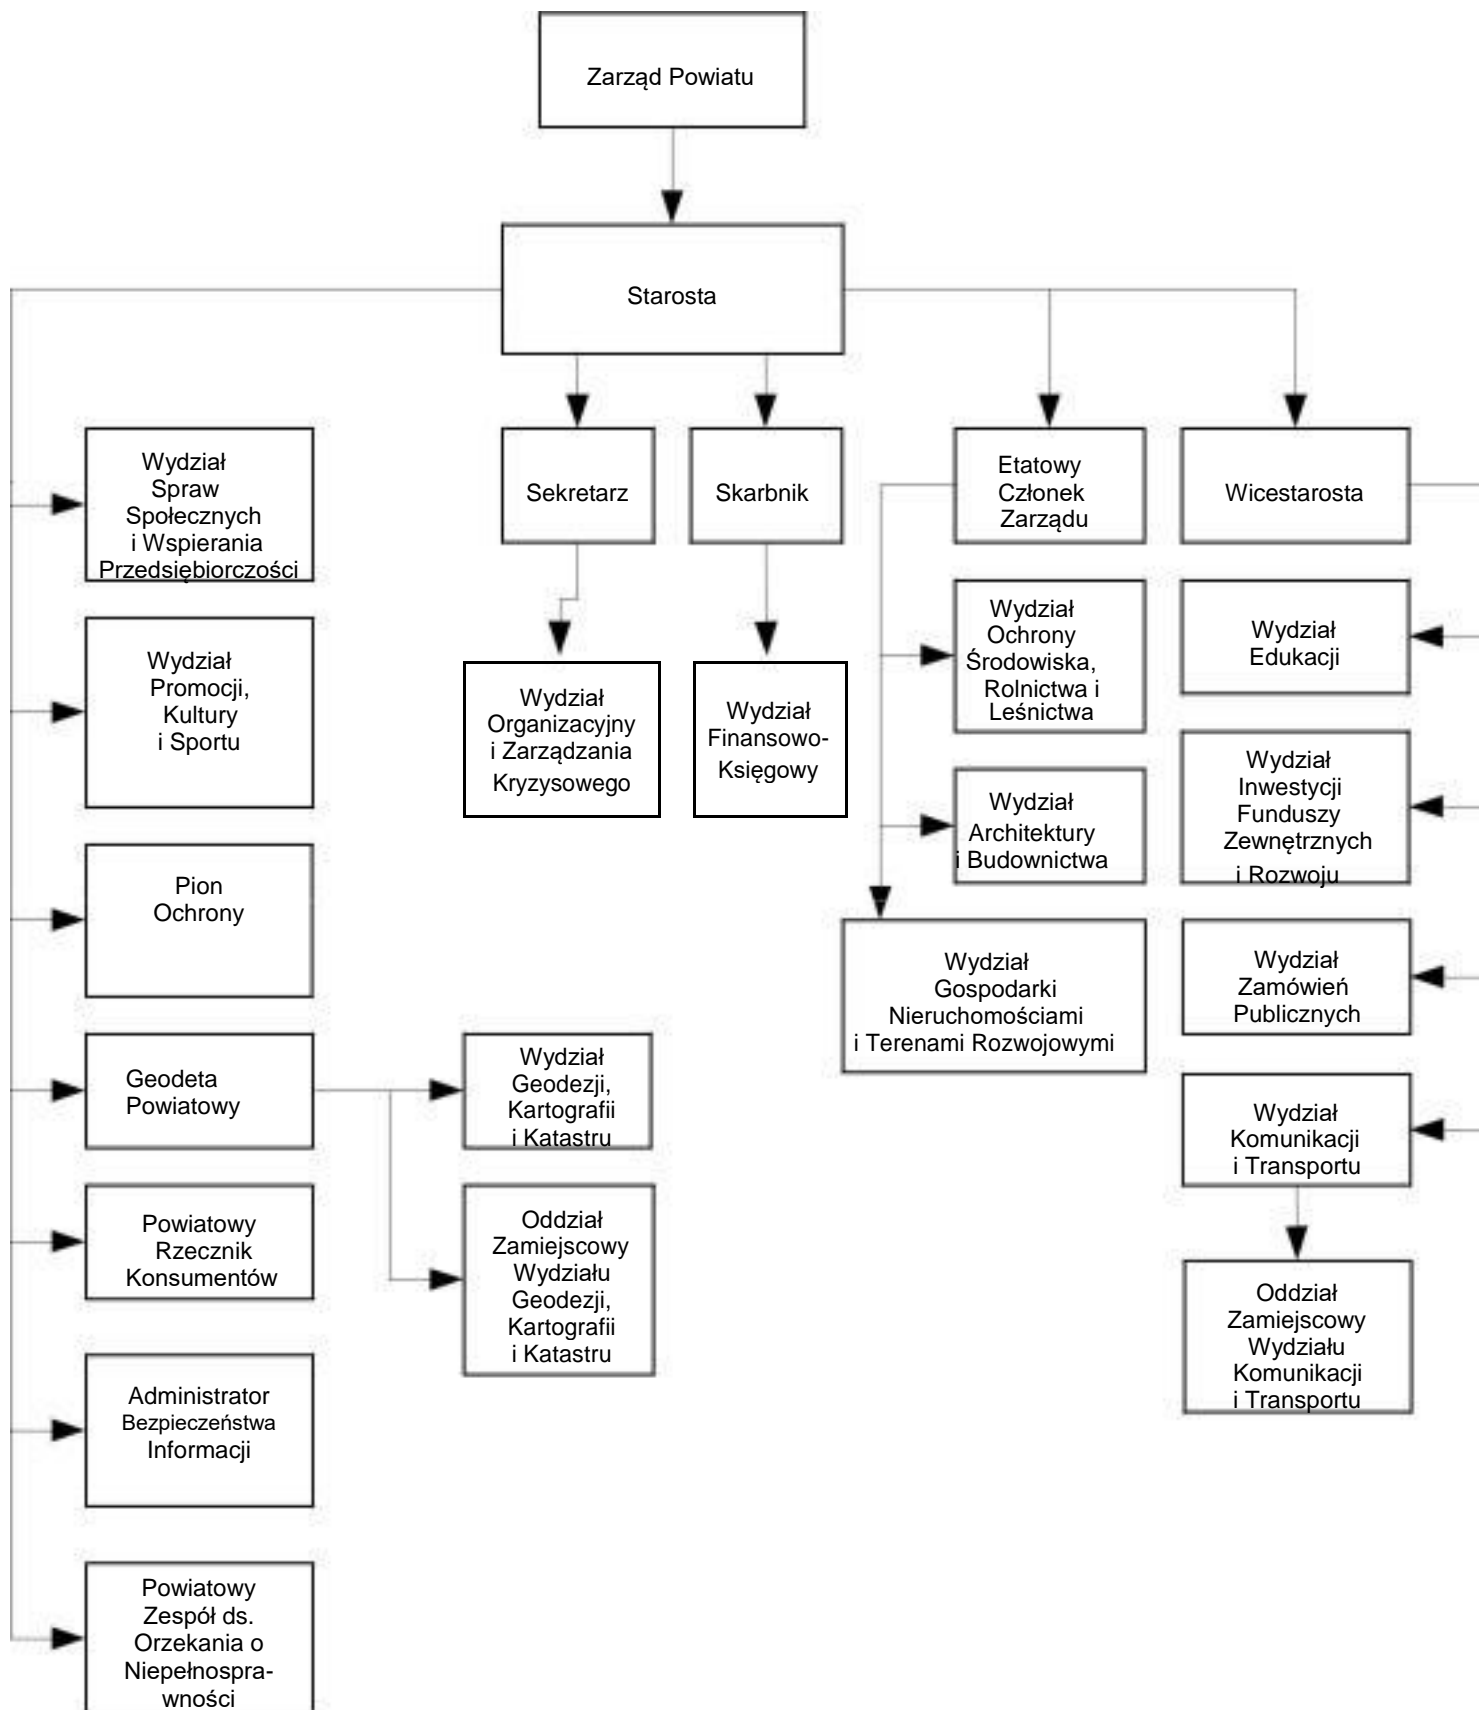 Zarząd Powiatu
Starosta
Wydział
Spraw
Społecznych
i Wspierania
Przedsiębiorczości
Sekretarz
Skarbnik
Etatowy
Członek
Zarządu
Wicestarosta
Wydział
Promocji,
Kultury
i Sportu
Wydział
Organizacyjny
i Zarządzania
Kryzysowego
Wydział
Finansowo-
Księgowy
Wydział
Ochrony
Środowiska,
Rolnictwa i
Leśnictwa
Wydział
Edukacji
Wydział
Architektury
i Budownictwa
Wydział
Inwestycji
Funduszy
Zewnętrznych
i Rozwoju
Pion
Ochrony
Wydział
Gospodarki
Nieruchomościami
i Terenami Rozwojowymi
Wydział
Zamówień
Publicznych
Geodeta
Powiatowy
Wydział
Geodezji,
Kartografii
i Katastru
Wydział
Komunikacji
i Transportu
Powiatowy
Rzecznik
Konsumentów
Oddział
Zamiejscowy
Wydziału
Geodezji,
Kartografii
i Katastru
Oddział
Zamiejscowy
Wydziału
Komunikacji
i Transportu
Administrator
Bezpieczeństwa
Informacji
Powiatowy
Zespół ds.
Orzekania o
Niepełnospra-
wności